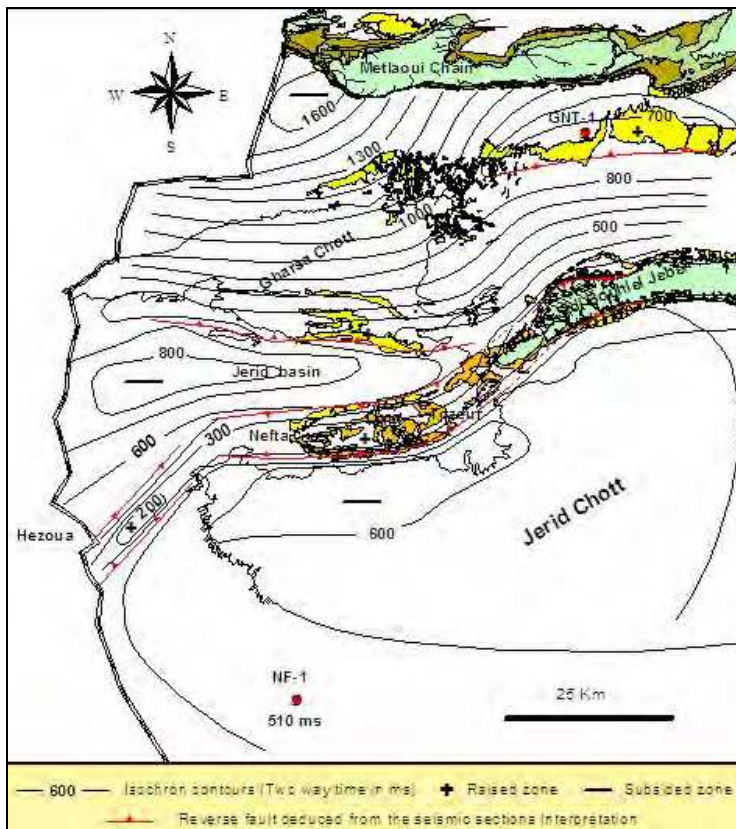 N
W E
S
Metlaoui Chain
1600
GNT-1
700
1300
800
1000
500
Gharsa Chott
800
Jerid basin
600
300
Nefta
200
Hezoua
600
Jerid Chott
NF-1
510 ms
25 Km
600 Isochron contours (Two way time in ms) Raised zone Subsided zone
Reverse fault deduced from the seismic sections Interpretation